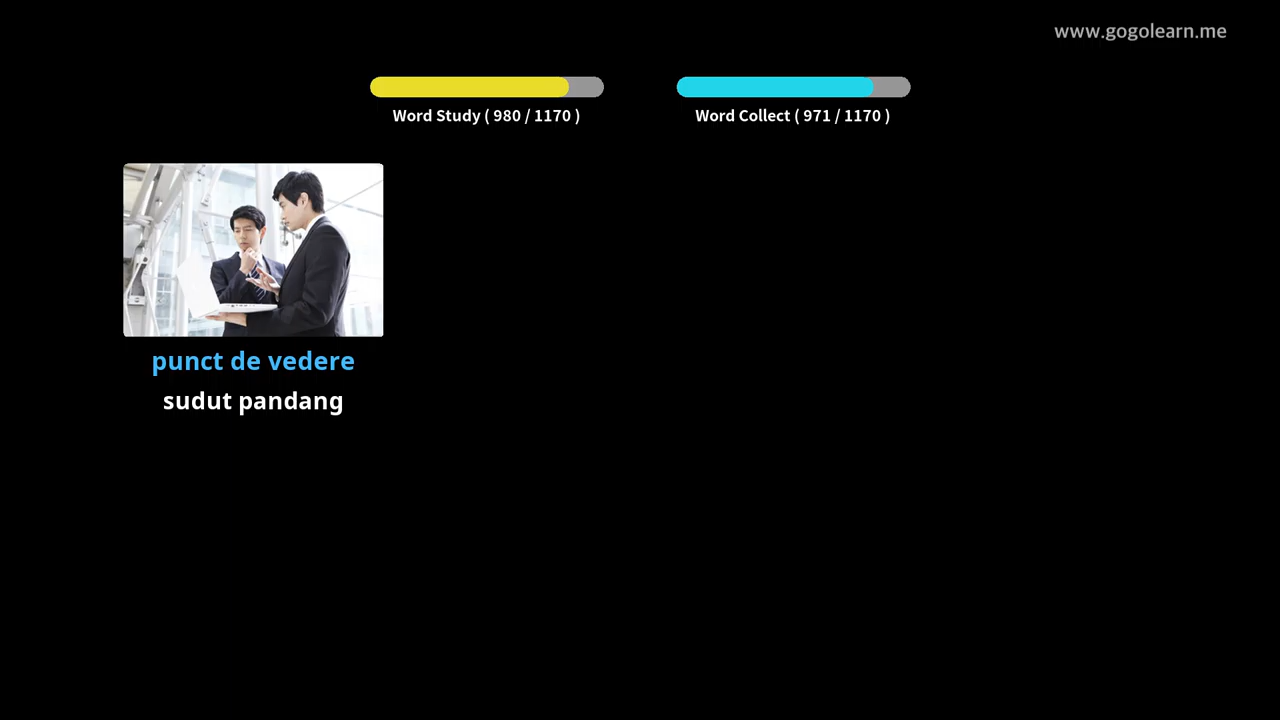 www.gogolearn.me
Word Study ( 980 / 1170 )
Word Collect ( 971 / 1170 )
punct de vedere
sudut pandang